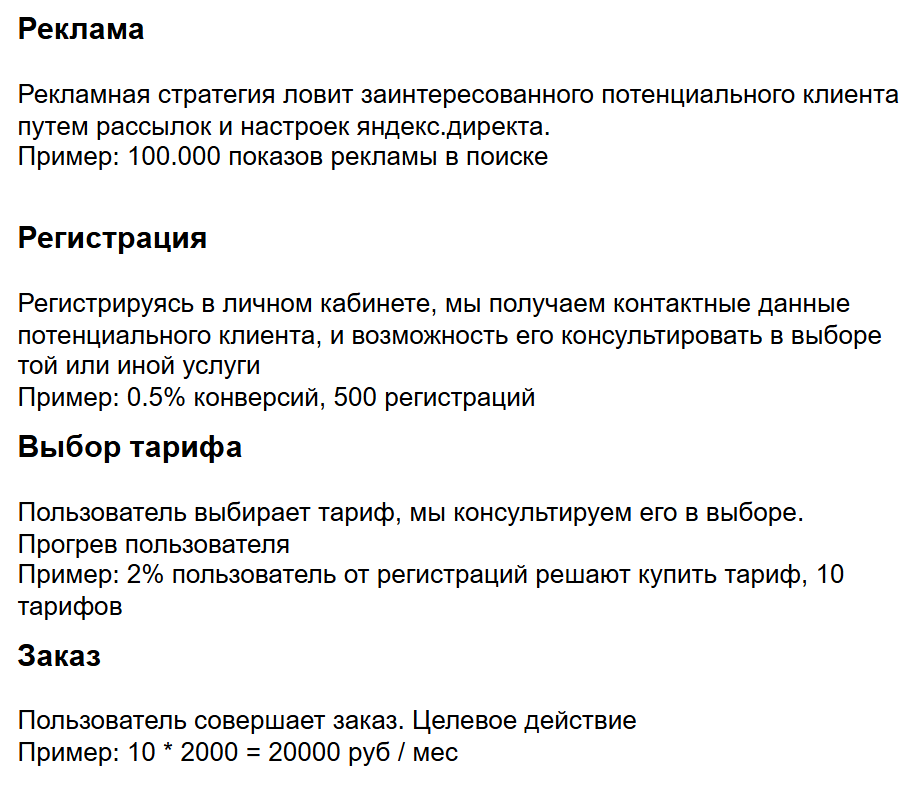 Реклама
Рекламная стратегия ловит заинтересованного потенциального клиента
путем рассылок и настроек яндекс.директа.
Пример: 100.000 показов рекламы в поиске
Регистрация
Регистрируясь в личном кабинете, мы получаем контактные данные
потенциального клиента, и возможность его консультировать в выборе
той или иной услуги
Пример: 0.5% конверсий, 500 регистраций
Выбор тарифа
Пользователь выбирает тариф, мы консультируем его в выборе.
Прогрев пользователя
Пример: 2% пользователь от регистраций решают купить тариф, 10
тарифов
Заказ
Пользователь совершает заказ. Целевое действие
Пример: 10 * 2000 = 20000 руб / мес